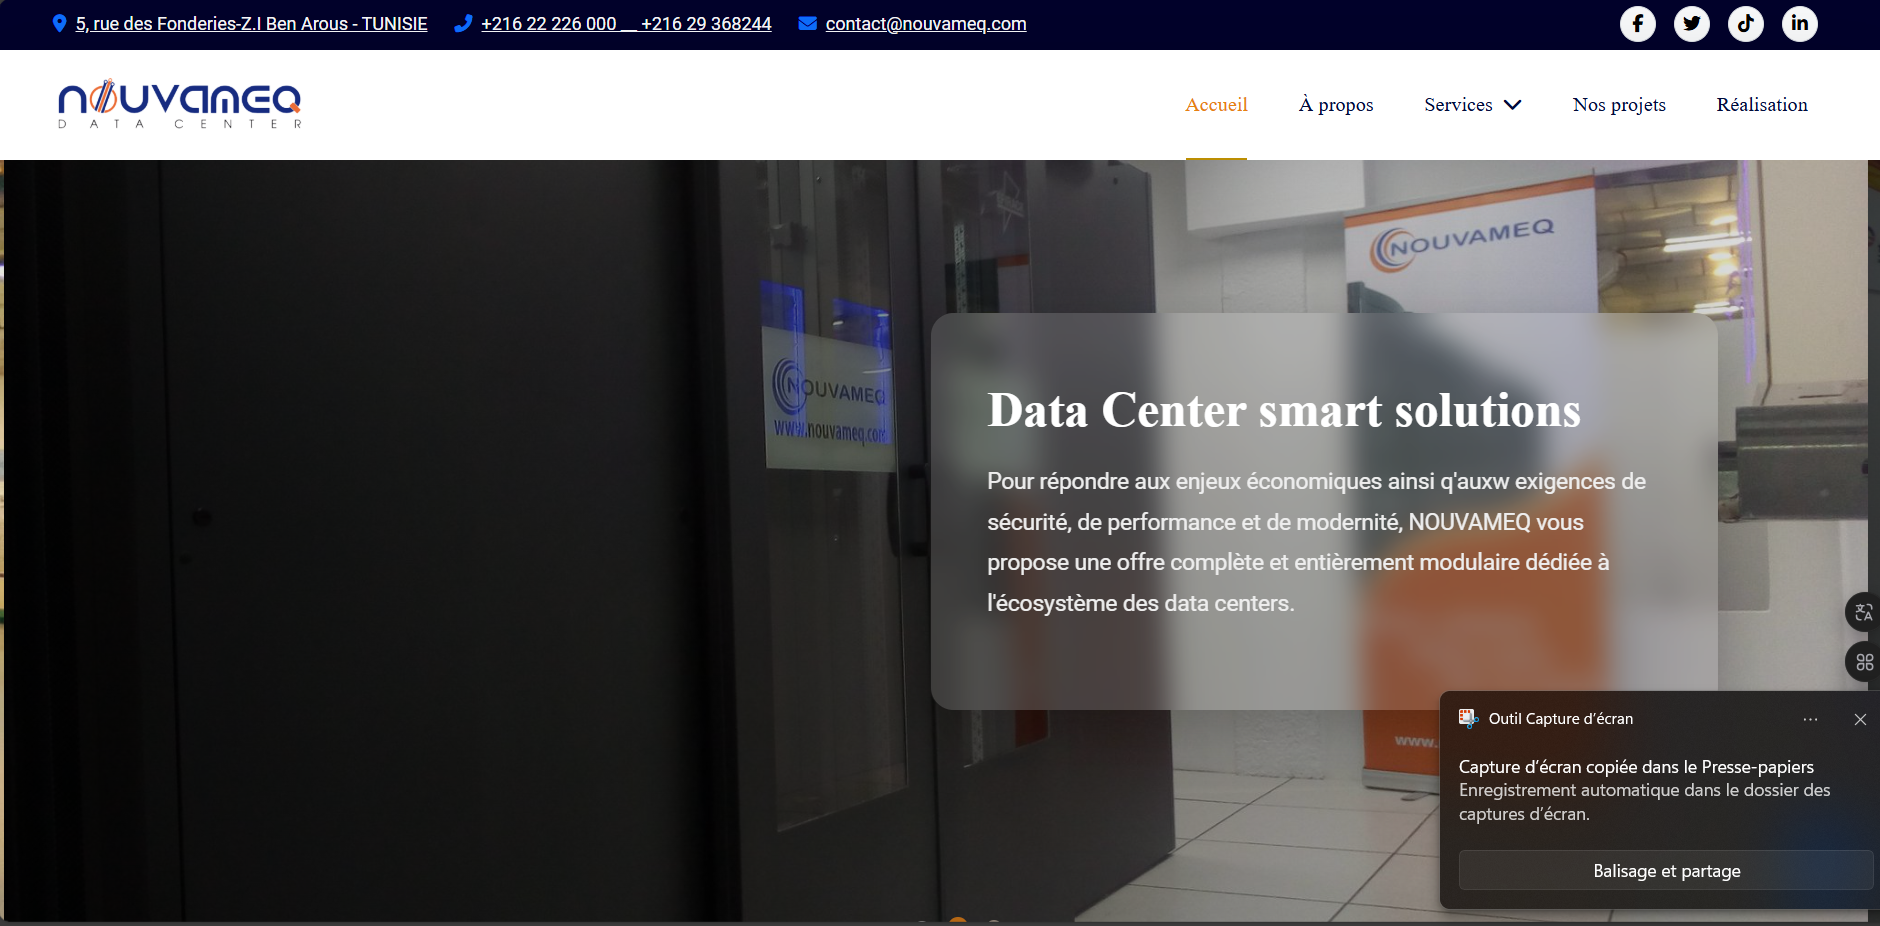 5, rue des Fonderies-Z.I Ben Arous - TUNISIE +216 22 226 000 __ +216 29 368244 contact@nouvameq.com
NOUVAMEQ
DATA CENTER
Accueil À propos Services Nos projets Réalisation
NOUVAMEQ
NOUVAMEQ
www.nouvameq.com
Data Center smart solutions
Pour répondre aux enjeux économiques ainsi q'auxw exigences de
sécurité, de performance et de modernité, NOUVAMEQ vous
propose une offre complète et entièrement modulaire dédiée à
l'écosystème des data centers.
www.
Outil Capture d'écran
Capture d'écran copiée dans le Presse-papiers
Enregistrement automatique dans le dossier des
captures d'écran.
Balisage et partage